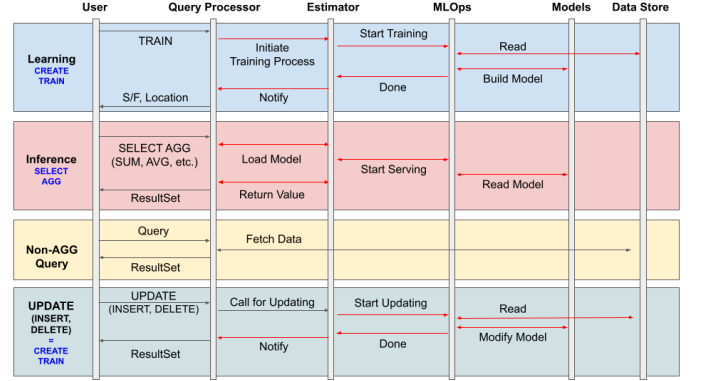 User Query Processor Estimator MLOps Models Data Store
Learning
CREATE
TRAIN
TRAIN
Initiate
Training Process
Start Training
Read
Build Model
Done
Notify
S/F, Location
Inference
SELECT
AGG
SELECT AGG
(SUM, AVG, etc.)
Load Model
Start Serving
Read Model
Return Value
ResultSet
Non-AGG
Query
Query
Fetch Data
ResultSet
UPDATE
(INSERT,
DELETE)
=
CREATE
TRAIN
UPDATE
(INSERT, DELETE)
Call for Updating
Start Updating
Read
Modify Model
Done
Notify
ResultSet